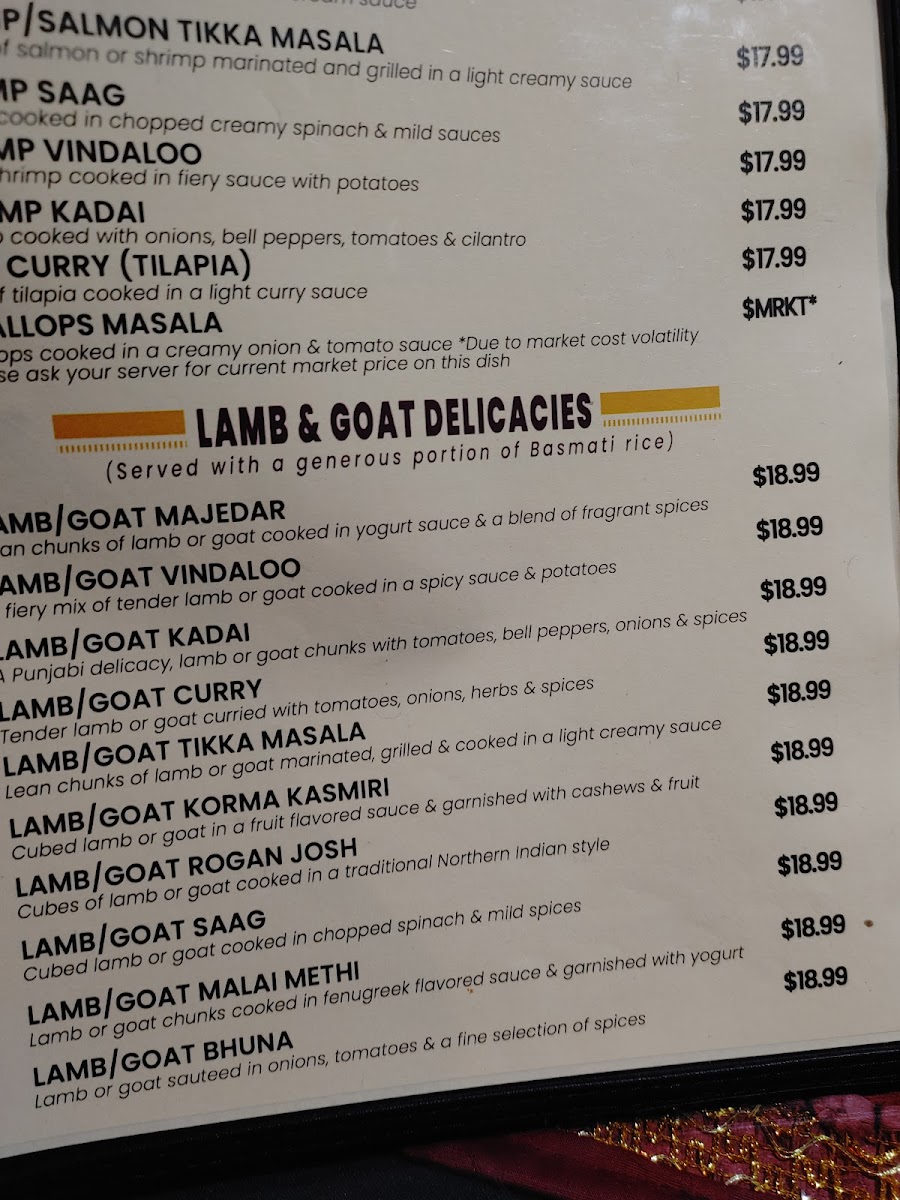 P/SALMON TIKKA MASALA $17.99
of salmon or shrimp marinated and grilled in a light creamy sauce
MP SAAG $17.99
cooked in chopped creamy spinach & mild sauces
MP VINDALOO $17.99
hrimp cooked in fiery sauce with potatoes
MP KADAI $17.99
cooked with onions, bell peppers, tomatoes & cilantro
CURRY (TILAPIA) $17.99
of tilapia cooked in a light curry sauce
ALLOPS MASALA $MRKT*
ops cooked in a creamy onion & tomato sauce *Due to market cost volatility
se ask your server for current market price on this dish
LAMB & GOAT DELICACIES
(Served with a generous portion of Basmati rice)
AMB/GOAT MAJEDAR $18.99
an chunks of lamb or goat cooked in yogurt sauce & a blend of fragrant spices
AMB/GOAT VINDALOO $18.99
fiery mix of tender lamb or goat cooked in a spicy sauce & potatoes
LAMB/GOAT KADAI $18.99
A Punjabi delicacy, lamb or goat chunks with tomatoes, bell peppers, onions & spices
LAMB/GOAT CURRY $18.99
Tender lamb or goat curried with tomatoes, onions, herbs & spices
LAMB/GOAT TIKKA MASALA $18.99
Lean chunks of lamb or goat marinated, grilled & cooked in a light creamy sauce
LAMB/GOAT KORMA KASMIRI $18.99
Cubed lamb or goat in a fruit flavored sauce & garnished with cashews & fruit
LAMB/GOAT ROGAN JOSH $18.99
Cubes of lamb or goat cooked in a traditional Northern Indian style
LAMB/GOAT SAAG $18.99
Cubed lamb or goat cooked in chopped spinach & mild spices
LAMB/GOAT MALAI METHI $18.99
Lamb or goat chunks cooked in fenugreek flavored sauce & garnished with yogurt
LAMB/GOAT BHUNA $18.99
Lamb or goat sauteed in onions, tomatoes & a fine selection of spices